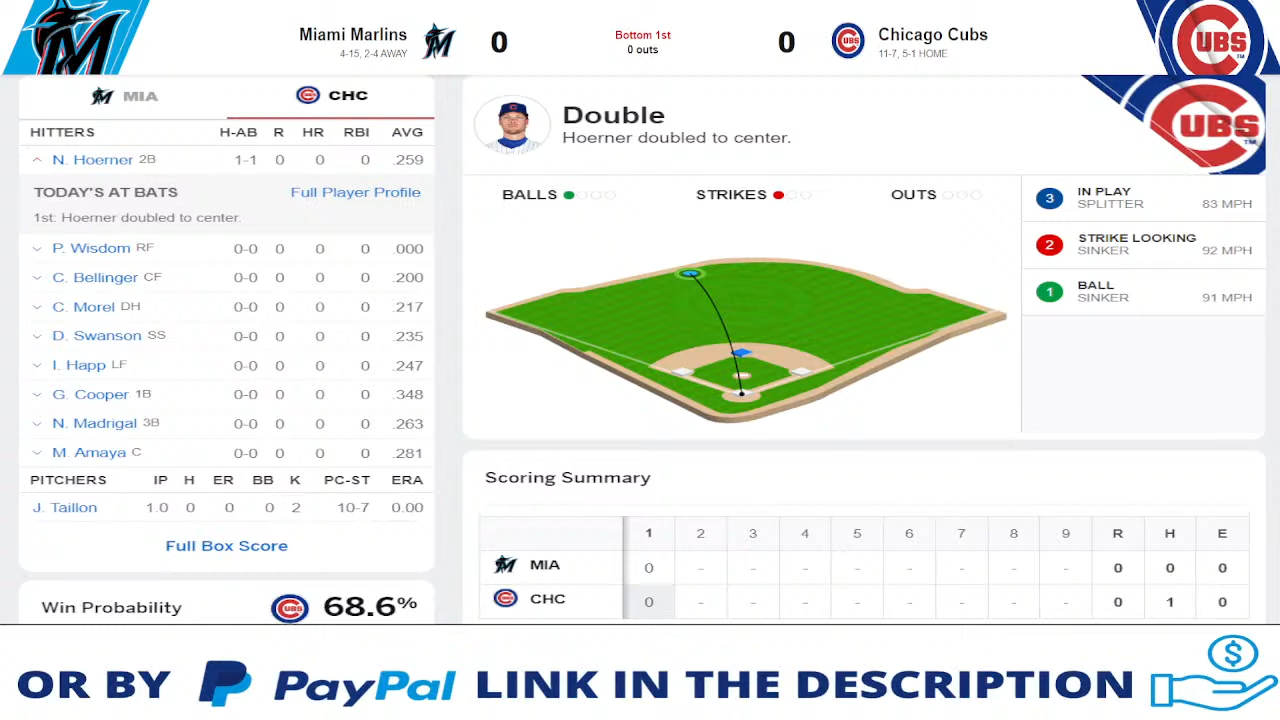 Miami Marlins
4-15, 2-4 AWAY
0
Bottom 1st
0 outs
0
CUBS
Chicago Cubs
11-7, 5-1 HOME
CUBS
TM
MIA
CUBS
CHC
HITTERS H-AB R HR RBI AVG
N. Hoerner 2B 1-1 0 0 0 .259
TODAY'S AT BATS Full Player Profile
1st: Hoerner doubled to center.
P. Wisdom RF 0-0 0 0 0 .000
C. Bellinger CF 0-0 0 0 0 .200
C. Morel DH 0-0 0 0 0 .217
D. Swanson SS 0-0 0 0 0 .235
I. Happ LF 0-0 0 0 0 .247
G. Cooper 1B 0-0 0 0 0 .348
N. Madrigal 3B 0-0 0 0 0 .263
M. Amaya C 0-0 0 0 0 .281
PITCHERS IP H ER BB K PC-ST ERA
J. Taillon 1.0 0 0 0 2 10-7 0.00
Full Box Score
Win Probability CUBS 68.6%
Double
Hoerner doubled to center.
CUBS
TM
BALLS STRIKES OUTS
3 IN PLAY
SPLITTER 83 MPH
2 STRIKE LOOKING
SINKER 92 MPH
1 BALL
SINKER 91 MPH
Scoring Summary
1 2 3 4 5 6 7 8 9 R H E
MIA 0 - - - - - - - - 0 0 0
CHC 0 - - - - - - - - 0 1 0
OR BY PayPal LINK IN THE DESCRIPTION
$